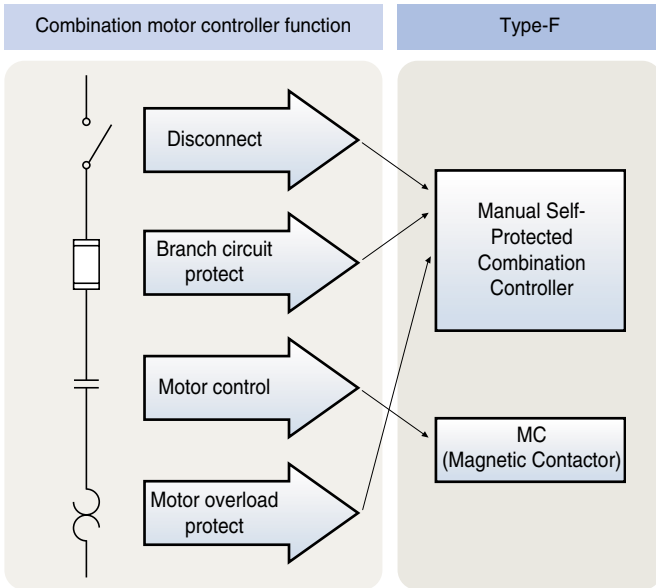 Combination motor controller function
Type-F
Disconnect
Branch circuit
protect
Motor control
Motor overload
protect
Manual Self-
Protected
Combination
Controller
MC
(Magnetic Contactor)